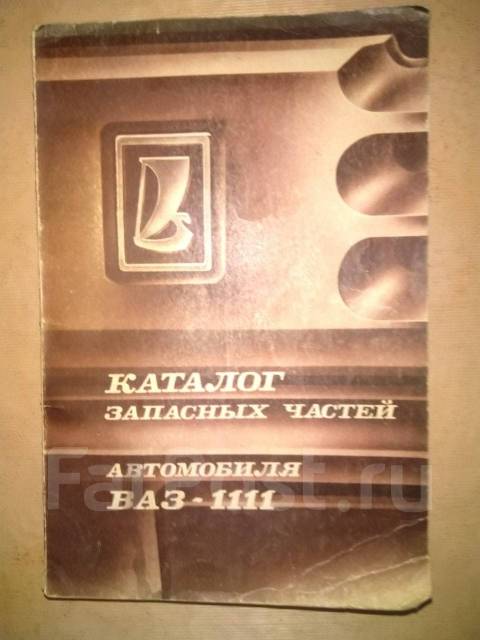 КАТАЛОГ
ЗАПАСНЫХ ЧАСТЕЙ
АВТОМОБИЛЯ
ВАЗ-1111
FarPost.ru